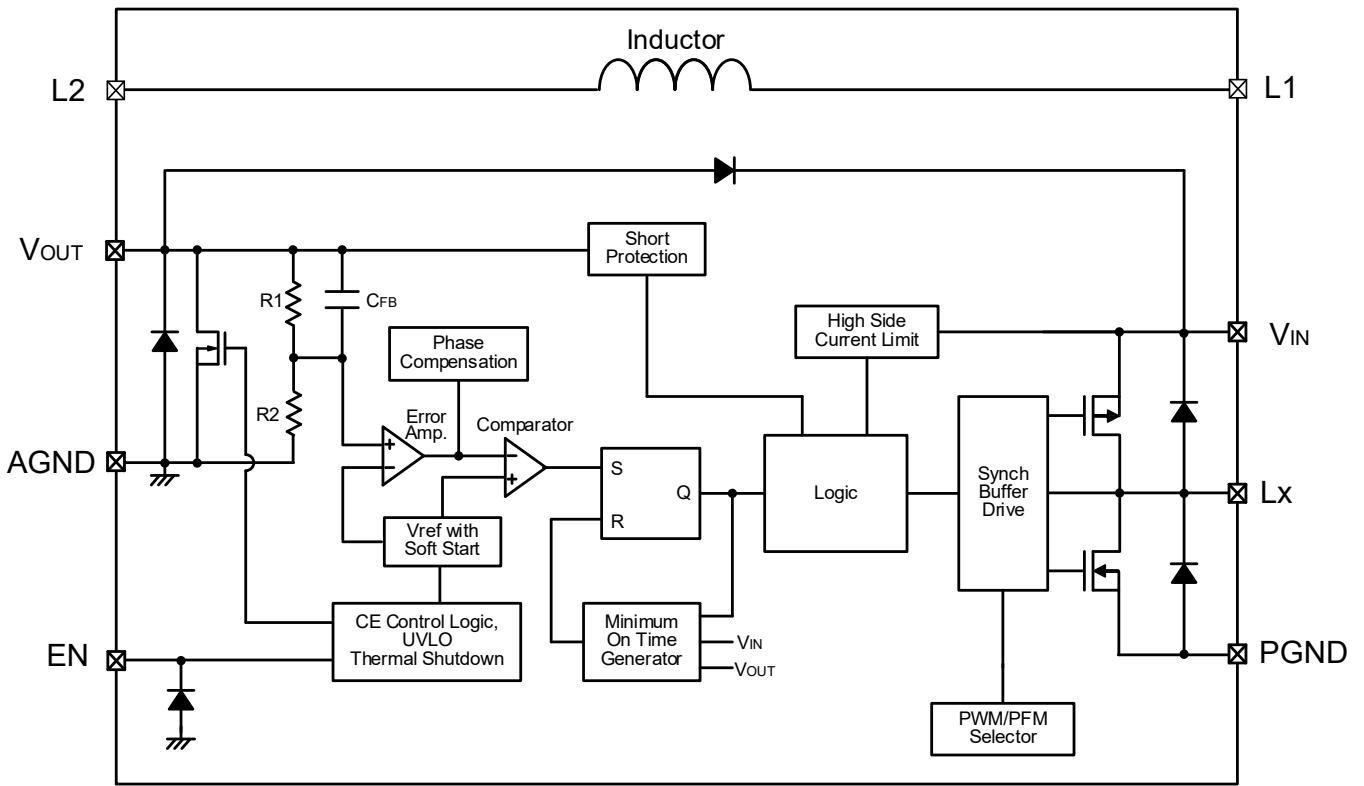 Inductor
L2
L1
VOUT
Short
Protection
R1
CFB
High Side
Current Limit
VIN
Phase
Compensation
R2
Error
Amp.
Comparator
+
−
−
+
AGND
S
Q
R
Logic
Synch
Buffer
Drive
Lx
Vref with
Soft Start
CE Control Logic,
UVLO
Thermal Shutdown
Minimum
On Time
Generator
VIN
VOUT
EN
PGND
PWM/PFM
Selector